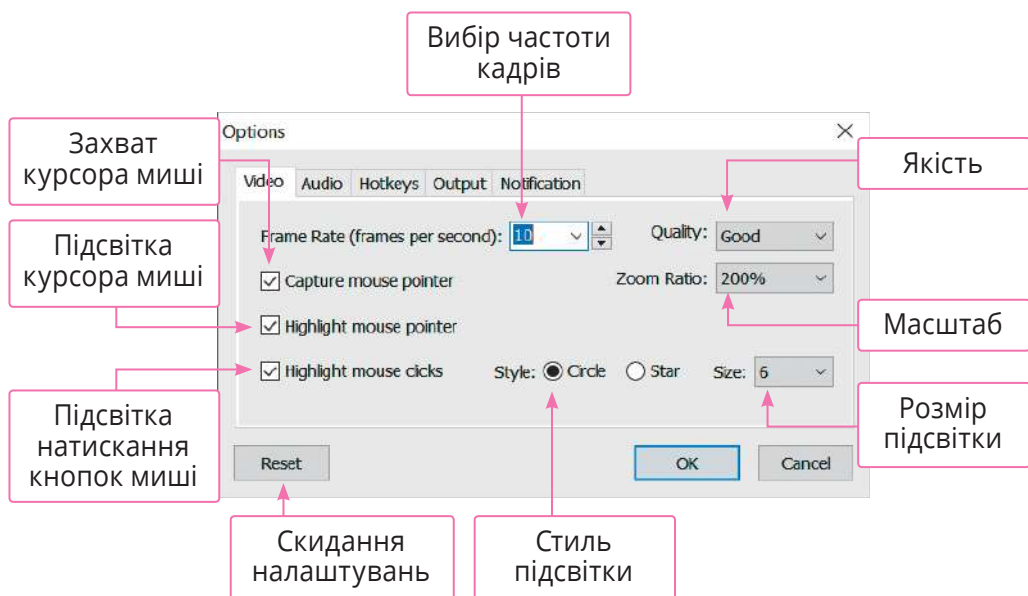 Вибір частоти
кадрів
Захват
курсора миші
Options
Якість
Video Audio Hotkeys Output Notification
Підсвітка
курсора миші
Frame Rate (frames per second): 10
Quality: Good
Capture mouse pointer
Zoom Ratio: 200%
Highlight mouse pointer
Масштаб
Highlight mouse clicks
Style: Circle Star
Size: 6
Підсвітка
натискання
кнопок миші
Розмір
підсвітки
Reset
OK
Cancel
Скидання
налаштувань
Стиль
підсвітки